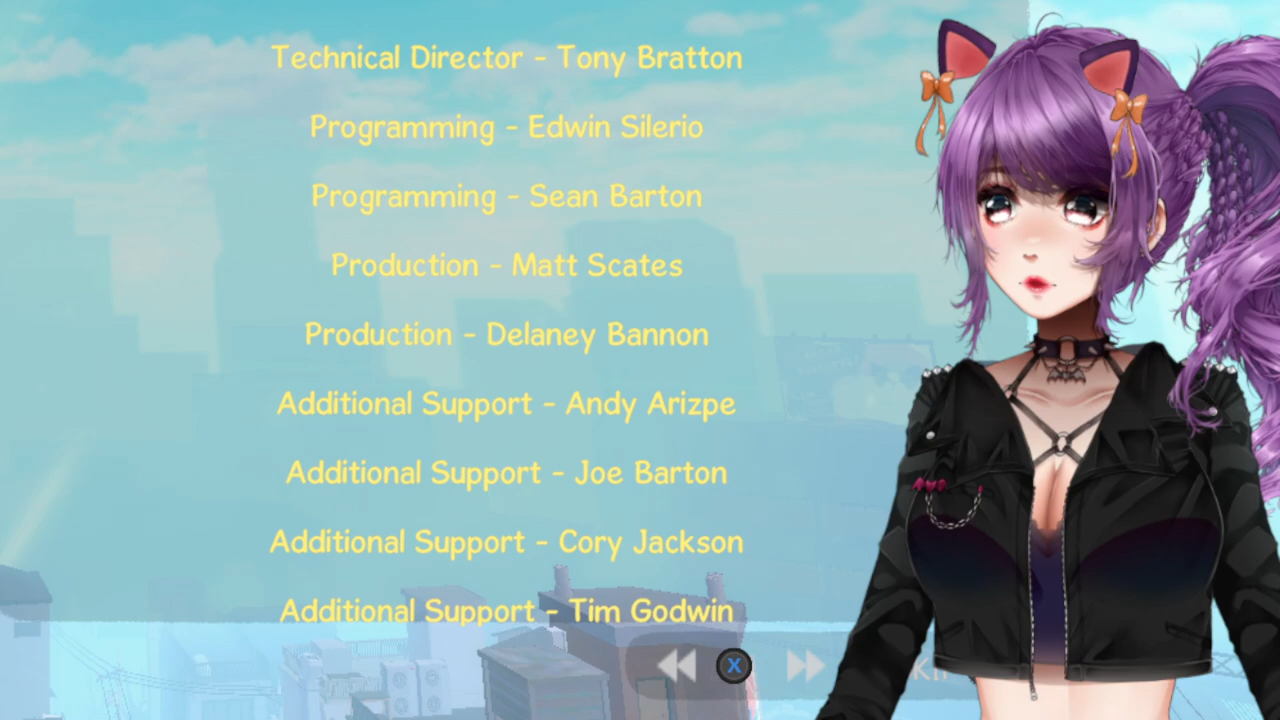 Technical Director - Tony Bratton
Programming - Edwin Silerio
Programming - Sean Barton
Production - Matt Scates
Production - Delaney Bannon
Additional Support - Andy Arizpe
Additional Support - Joe Barton
Additional Support - Cory Jackson
Additional Support - Tim Godwin
X